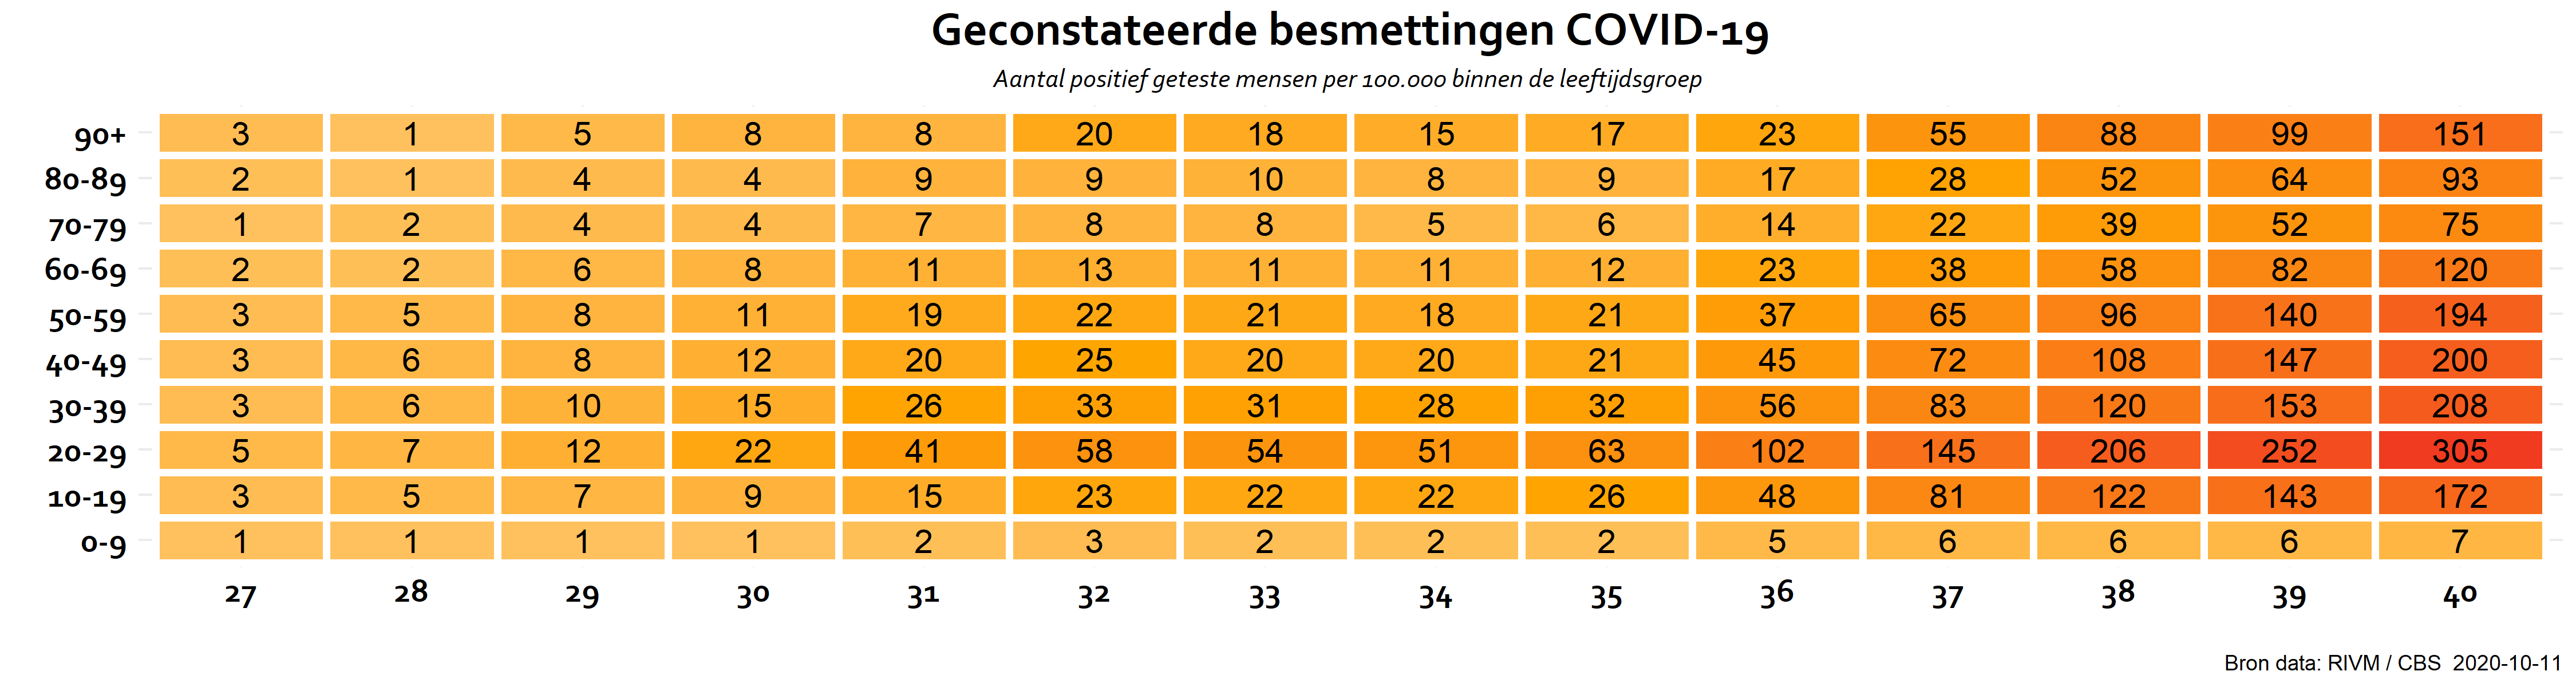 Geconstateerde besmettingen COVID-19
Aantal positief geteste mensen per 100.000 binnen de leeftijdsgroep
90+ 3 1 5 8 8 20 18 15 17 23 55 88 99 151
80-89 2 1 4 4 9 9 10 8 9 17 28 52 64 93
70-79 1 2 4 4 7 8 8 5 6 14 22 39 52 75
60-69 2 2 6 8 11 13 11 11 12 23 38 58 82 120
50-59 3 5 8 11 19 22 21 18 21 37 65 96 140 194
40-49 3 6 8 12 20 25 20 20 21 45 72 108 147 200
30-39 3 6 10 15 26 33 31 28 32 56 83 120 153 208
20-29 5 7 12 22 41 58 54 51 63 102 145 206 252 305
10-19 3 5 7 9 15 23 22 22 26 48 81 122 143 172
0-9 1 1 1 1 2 3 2 2 2 5 6 6 6 7
27 28 29 30 31 32 33 34 35 36 37 38 39 40
Bron data: RIVM / CBS 2020-10-11